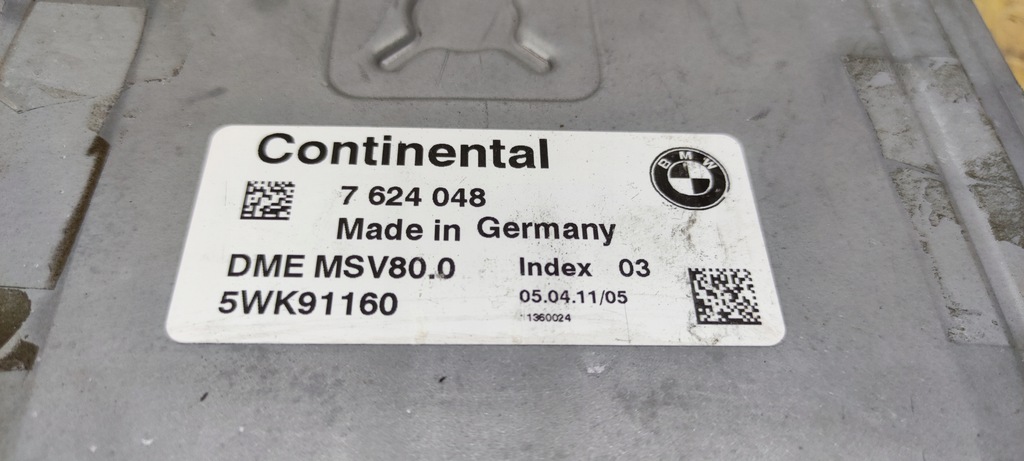 Continental
BMW
7 624 048
Made in Germany
DME MSV80.0 Index 03
5WK91160 05.04.11/05
1360024